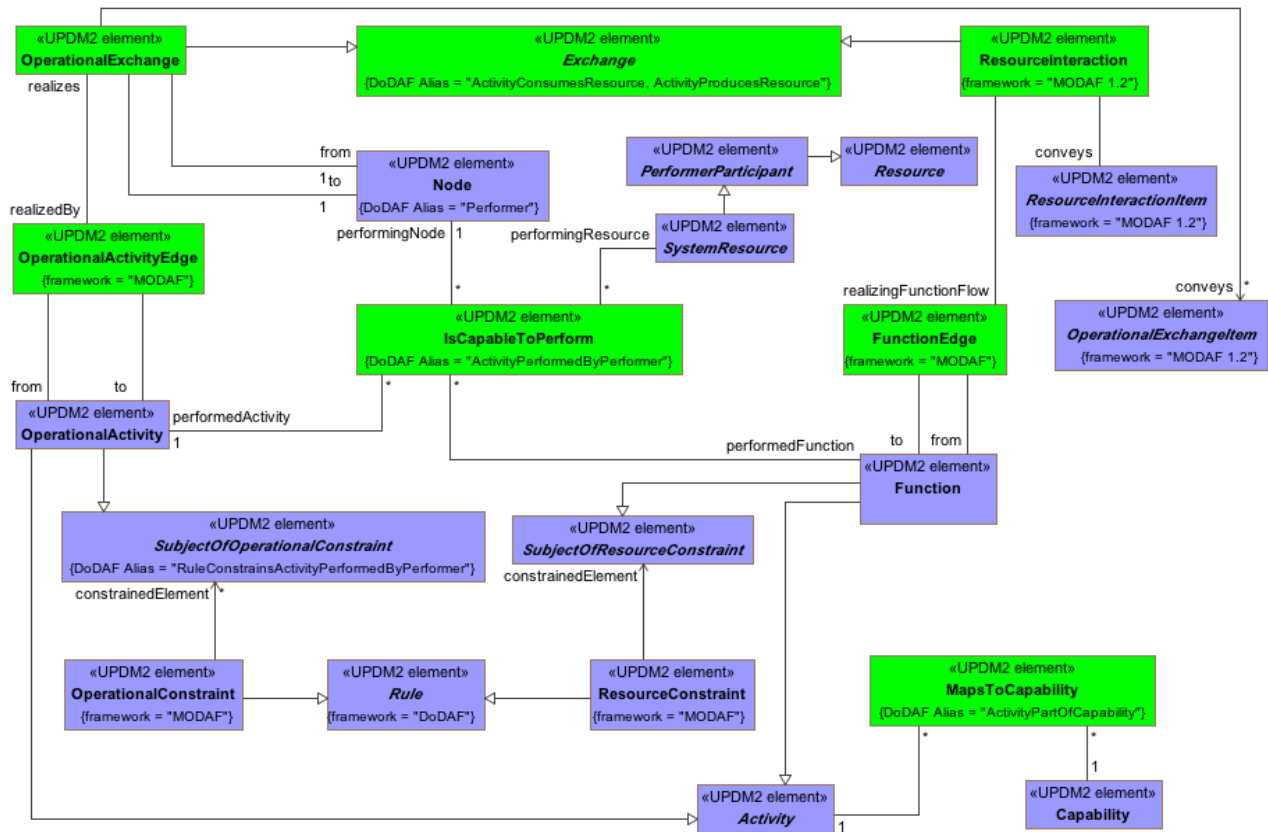 «UPDM2 element»
OperationalExchange
«UPDM2 element»
Exchange
{DoDAF Alias = "ActivityConsumesResource, ActivityProducesResource"}
«UPDM2 element»
ResourceInteraction
{framework = "MODAF 1.2"}
realizes
from
1
to
1
«UPDM2 element»
Node
{DoDAF Alias = "Performer"}
«UPDM2 element»
PerformerParticipant
«UPDM2 element»
Resource
conveys
«UPDM2 element»
ResourceInteractionItem
{framework = "MODAF 1.2"}
realizedBy
«UPDM2 element»
OperationalActivityEdge
{framework = "MODAF"}
performingNode
1
performingResource
«UPDM2 element»
SystemResource
*
*
realizingFunctionFlow
conveys
*
«UPDM2 element»
OperationalExchangeItem
{framework = "MODAF 1.2"}
«UPDM2 element»
IsCapableToPerform
{DoDAF Alias = "ActivityPerformedByPerformer"}
«UPDM2 element»
FunctionEdge
{framework = "MODAF"}
from
to
*
*
«UPDM2 element»
OperationalActivity
performedActivity
1
performedFunction
to
from
«UPDM2 element»
Function
«UPDM2 element»
SubjectOfOperationalConstraint
{DoDAF Alias = "RuleConstrainsActivityPerformedByPerformer"}
«UPDM2 element»
SubjectOfResourceConstraint
constrainedElement
*
constrainedElement
«UPDM2 element»
OperationalConstraint
{framework = "MODAF"}
«UPDM2 element»
Rule
{framework = "DoDAF"}
«UPDM2 element»
ResourceConstraint
{framework = "MODAF"}
«UPDM2 element»
MapsToCapability
{DoDAF Alias = "ActivityPartOfCapability"}
*
*
1
«UPDM2 element»
Activity
1
«UPDM2 element»
Capability